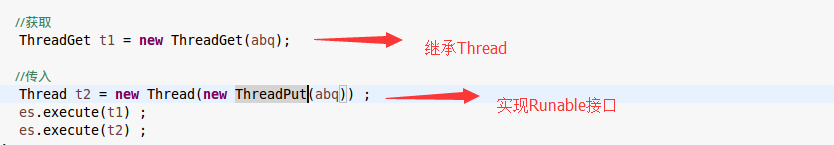 //获取
ThreadGet t1 = new ThreadGet(abq);
继承Thread
//传入
Thread t2 = new Thread(new ThreadPut(abq)) ;
实现Runable接口
es.execute(t1) ;
es.execute(t2) ;